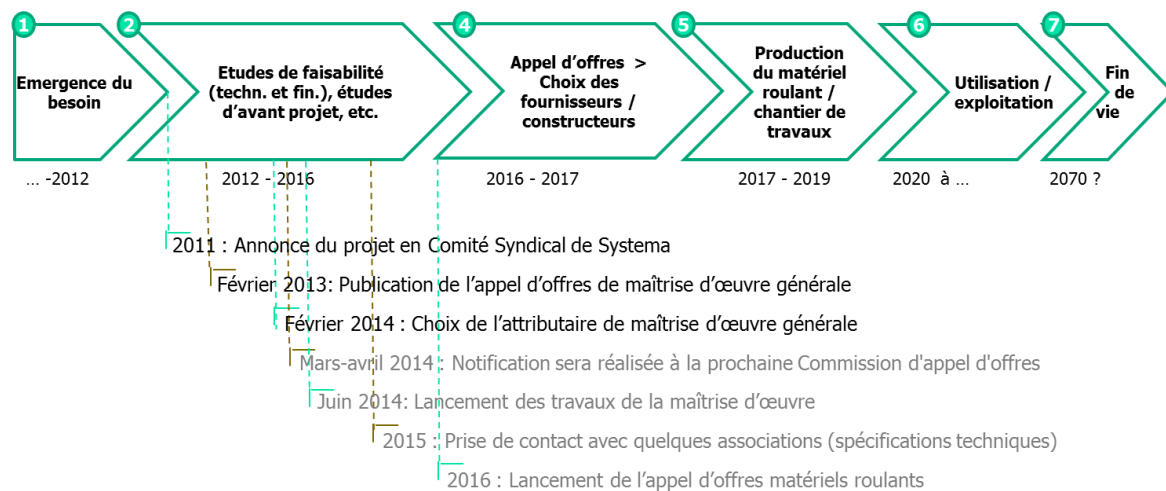 1
2
4
5
6
7
Emergence du
besoin
Etudes de faisabilité
(techn. et fin.), études
d’avant projet, etc.
Appel d’offres >
Choix des
fournisseurs /
constructeurs
Production
du matériel
roulant /
chantier de
travaux
Utilisation /
exploitation
Fin
de
vie
... -2012
2012 - 2016
2016 - 2017
2017 - 2019
2020 à ...
2070 ?
2011 : Annonce du projet en Comité Syndical de Systema
Février 2013: Publication de l’appel d’offres de maîtrise d’œuvre générale
Février 2014 : Choix de l’attributaire de maîtrise d’œuvre générale
Mars-avril 2014 : Notification sera réalisée à la prochaine Commission d'appel d'offres
Juin 2014: Lancement des travaux de la maîtrise d’œuvre
2015 : Prise de contact avec quelques associations (spécifications techniques)
2016 : Lancement de l’appel d’offres matériels roulants